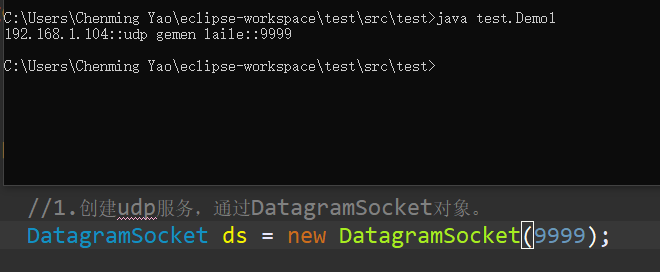 C:\Users\Chenming Yao\eclipse-workspace\test\src\test>java test.Demo1
192.168.1.104::udp gemen laile::9999
C:\Users\Chenming Yao\eclipse-workspace\test\src\test>
//1.创建udp服务，通过DatagramSocket对象。
DatagramSocket ds = new DatagramSocket(9999);